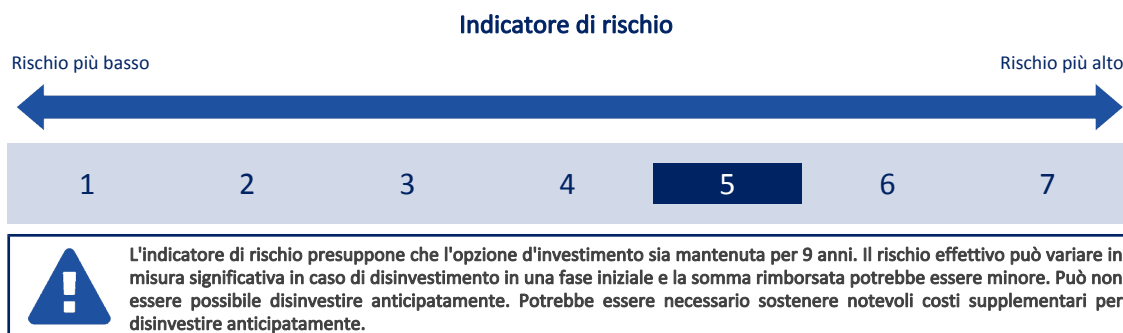 Indicatore di rischio
Rischio più basso
Rischio più alto
1 2 3 4 5 6 7
L'indicatore di rischio presuppone che l'opzione d'investimento sia mantenuta per 9 anni. Il rischio effettivo può variare in
misura significativa in caso di disinvestimento in una fase iniziale e la somma rimborsata potrebbe essere minore. Può non
essere possibile disinvestire anticipatamente. Potrebbe essere necessario sostenere notevoli costi supplementari per
disinvestire anticipatamente.